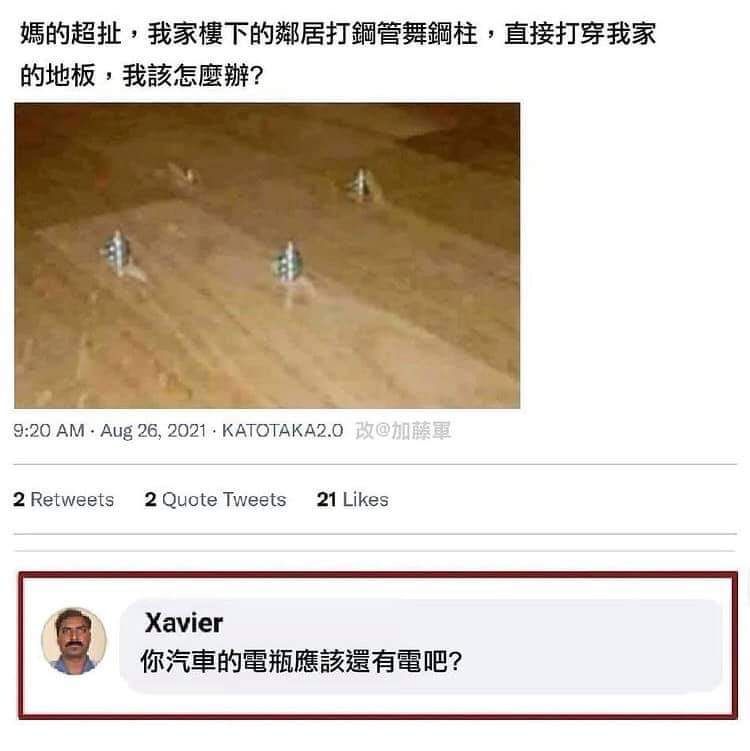 媽的超扯，我家樓下的鄰居打鋼管舞鋼柱，直接打穿我家
的地板，我該怎麼辦?
9:20 AM · Aug 26, 2021 · KATOTAKA2.0 改@加藤軍
2 Retweets 2 Quote Tweets 21 Likes
Xavier
你汽車的電瓶應該還有電吧?